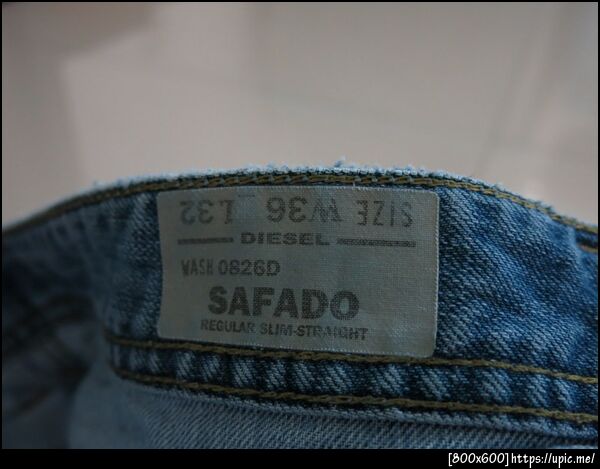 SIZE W36 L32
DIESEL
WASH 0826D
SAFADO
REGULAR SLIM-STRAIGHT
[800x600]https://upic.me/